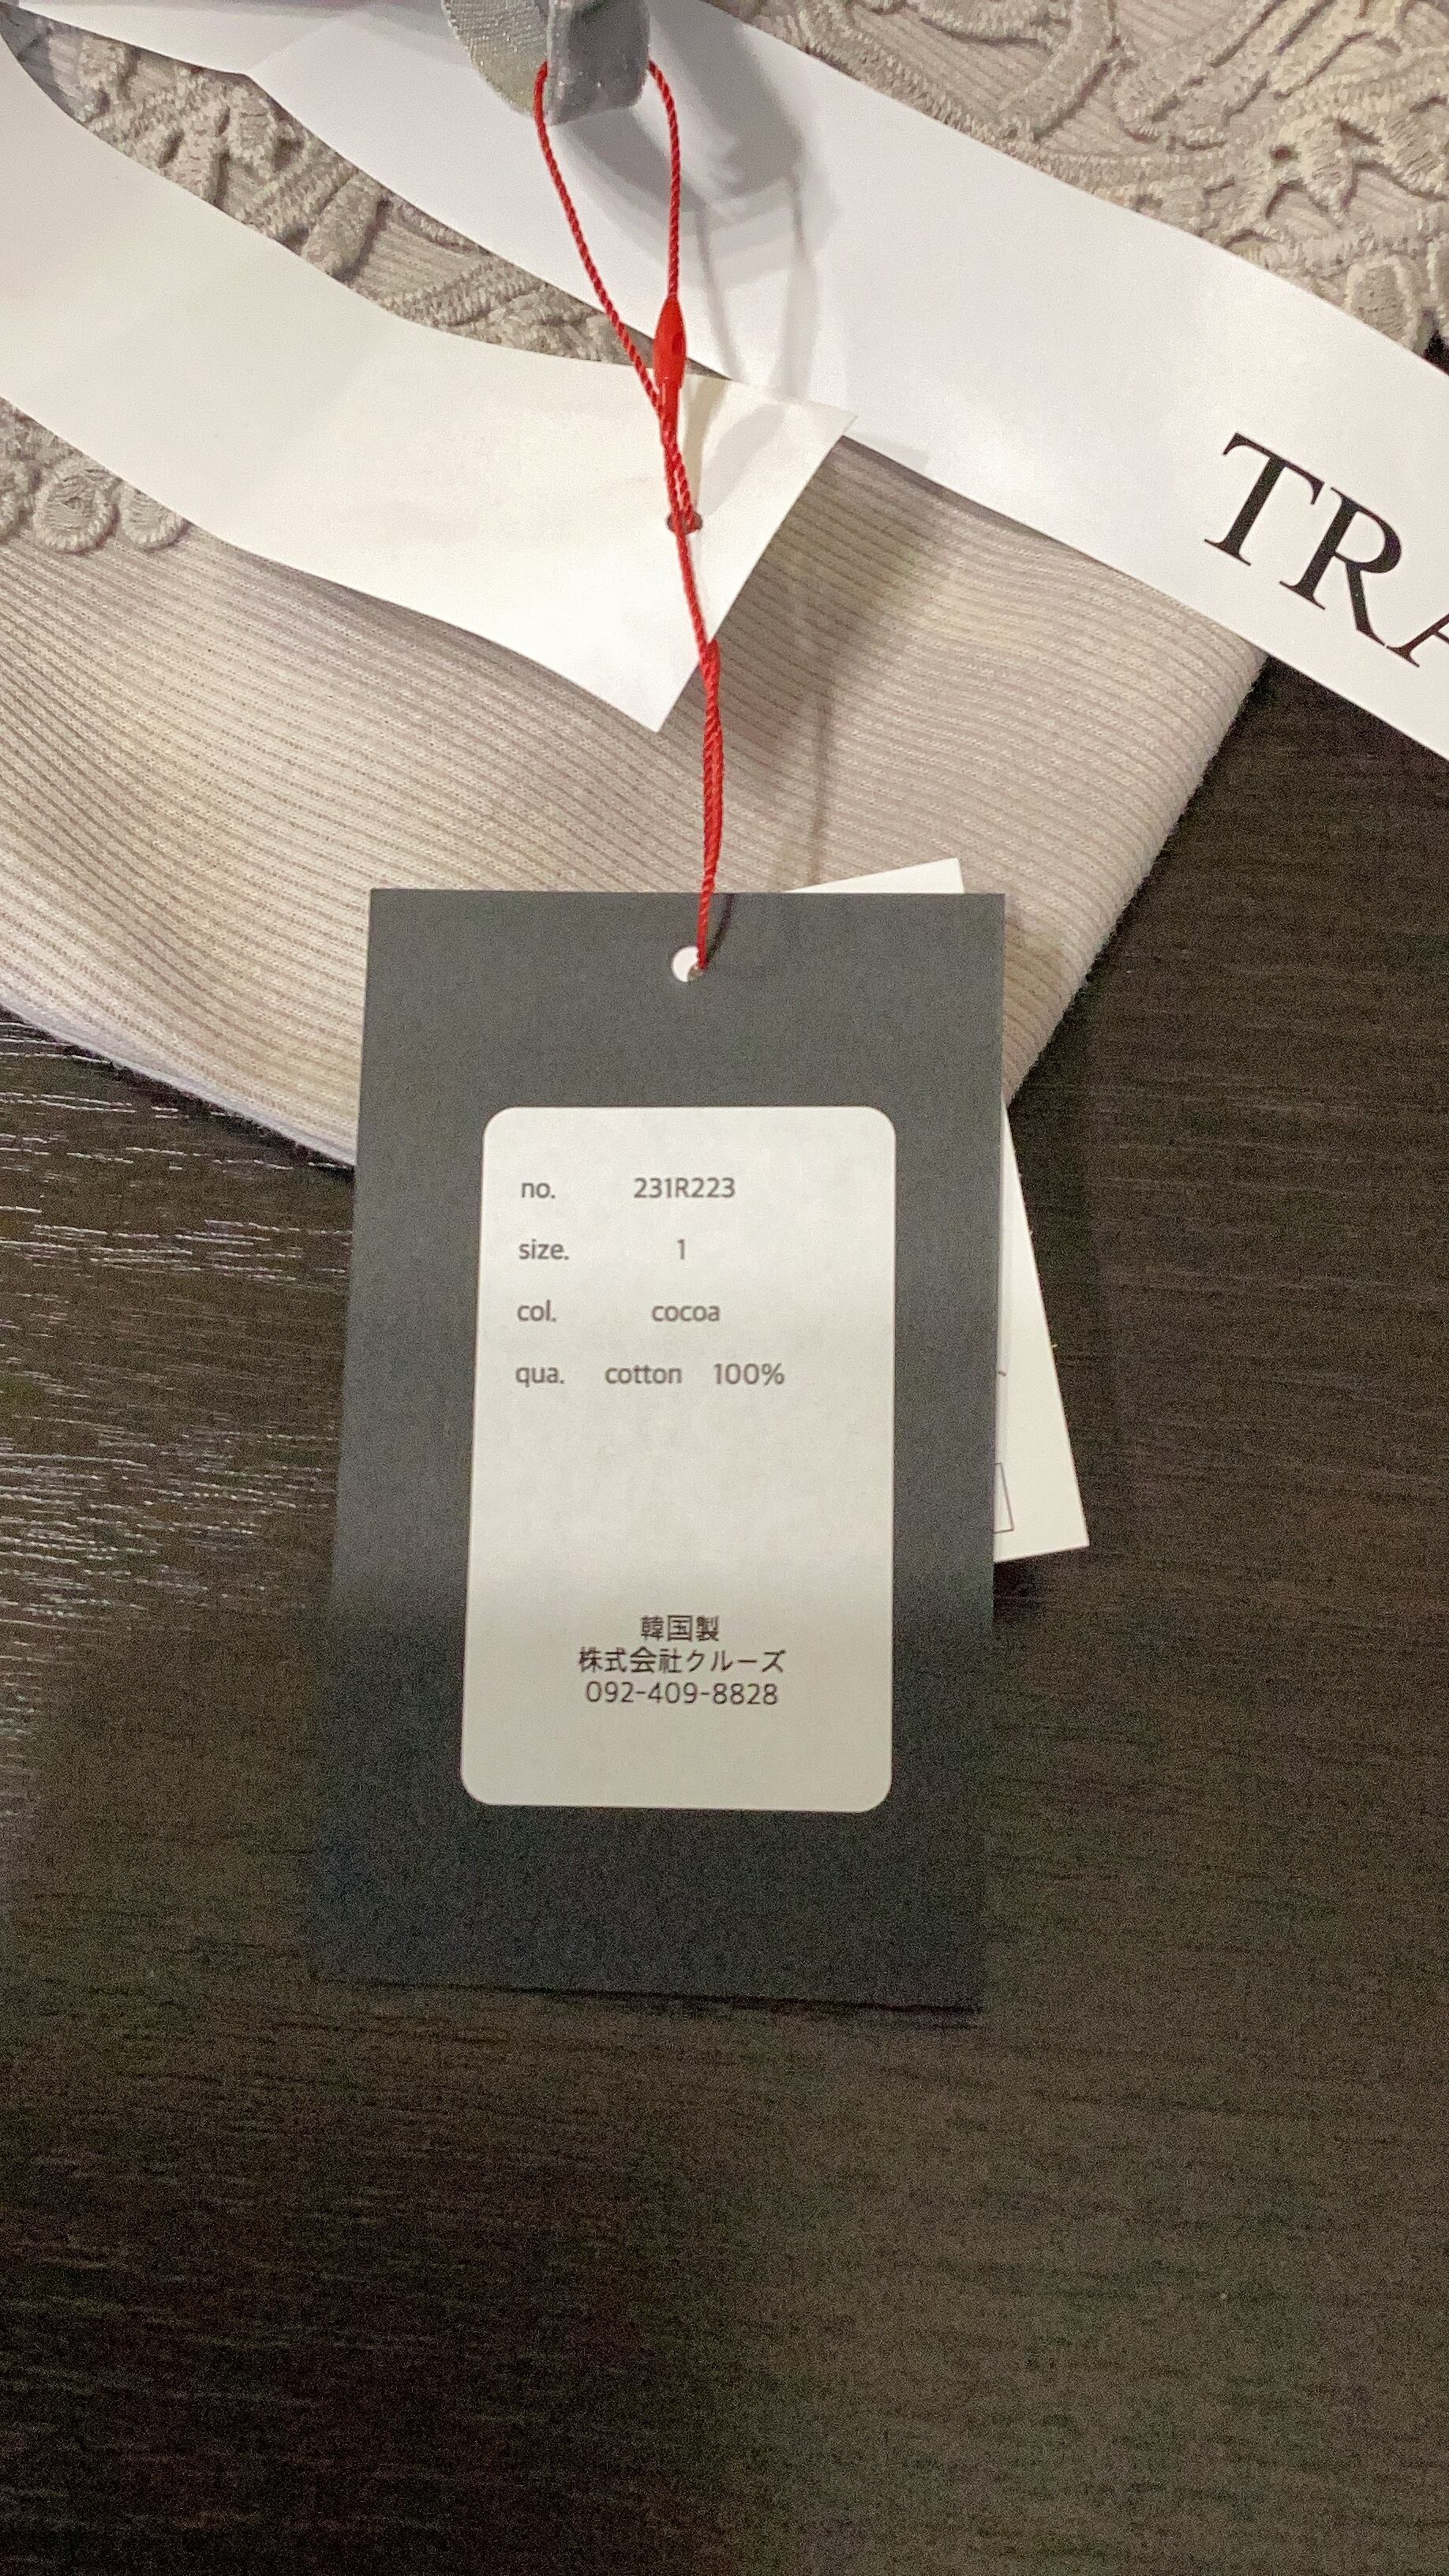 TRA
no. 231R223
size. 1
col. cocoa
qua. cotton 100%
韓国製
株式会社クルーズ
092-409-8828